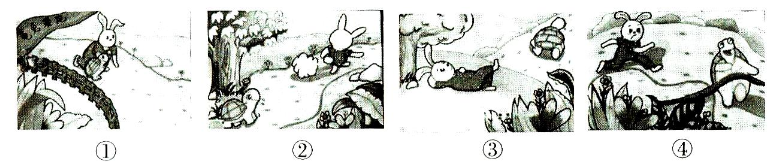 ① ② ③ ④